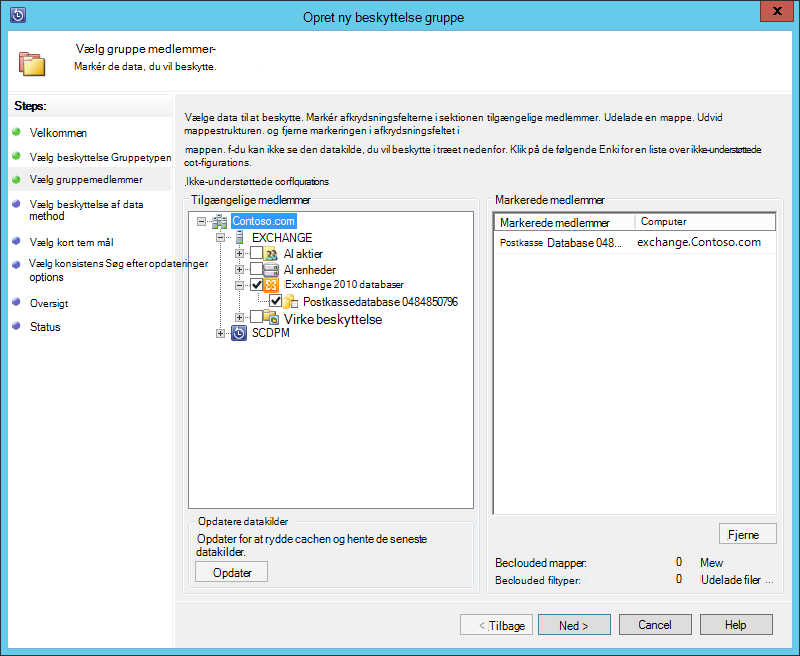 Opret ny beskyttelse gruppe
x
Vælg gruppe medlemmer-
Markér de data, du vil beskytte.
Steps:
Velkommen
Vælg beskyttelse Gruppetypen
Vælg gruppemedlemmer
Vælg beskyttelse af data
method
Vælg kort tem mål
Vælg konsistens Søg efteropdateringer
options
Oversigt
Status
Vælge data til at beskytte. Markér afkrydsningsfelterne i sektionen tilgængelige medlemmer. Udelade en mappe. Udvid
mappestrukturen. og fjerne markeringen i afkrydsningsfeltet i
mappen. f-du kan ikke se den datakilde, du vil beskytte i træet nedenfor. Klik på de følgende Enki for en liste over ikke-understøttede
cot-figurations.
Ikke-understøttede corflqurations
Tilgængelige medlemmer
Contoso.com
EXCHANGE
AI aktier
AI enheder
Exchange 2010 databaser
Postkassedatabase 0484850796
Virke beskyttelse
SCDPM
Opdatere datakilder
Opdater for at rydde cachen og hente de seneste
datakilder.
Opdater
Markerede medlemmer
Markerede medlemmer Computer
Postkasse Database 048... exchange.Contoso.com
Fjerne
Beclouded mapper: 0 Mew
Beclouded filtyper: 0 Udelade filer ...
< Tilbage Ned > Cancel Help